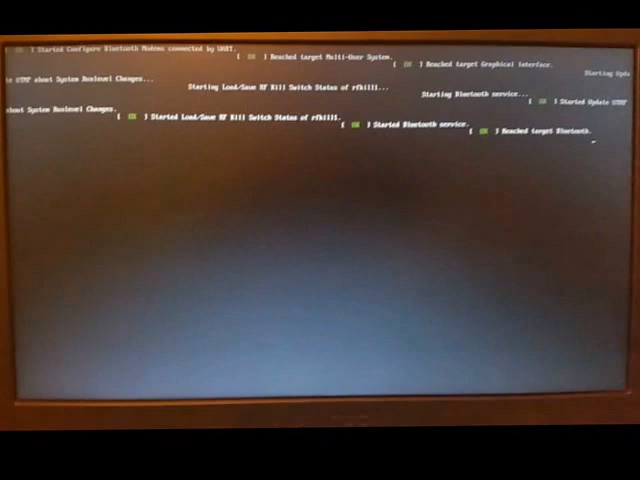 [ OK ] Started Configure Bluetooth Modems connected by UART.
[ OK ] Reached target Multi-User System.
[ OK ] Reached target Graphical Interface.
Starting Upda
te UTMP about System Runlevel Changes...
Starting Load/Save RF Kill Switch Status of rfkill1...
Starting Bluetooth service...
[ OK ] Started Update UTMP
about System Runlevel Changes.
[ OK ] Started Load/Save RF Kill Switch Status of rfkill1.
[ OK ] Started Bluetooth service.
[ OK ] Reached target Bluetooth.